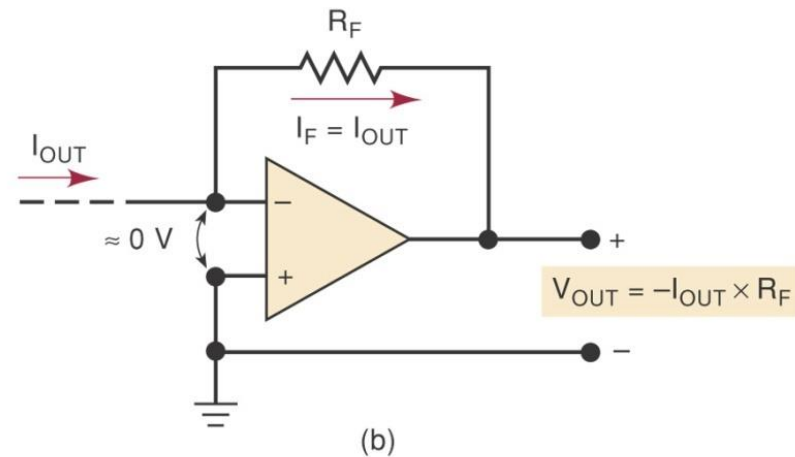 R_F
I_F = I_OUT
I_OUT
−
≈ 0 V
+
+
V_OUT = –I_OUT × R_F
−
(b)